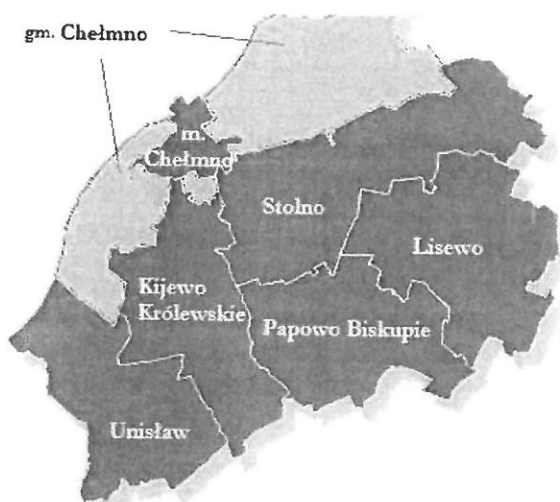 gm. Chełmno
m.
Chełmno
Stolno
Lisewo
Kijewo
Królewskie
Papowo Biskupie
Unisław